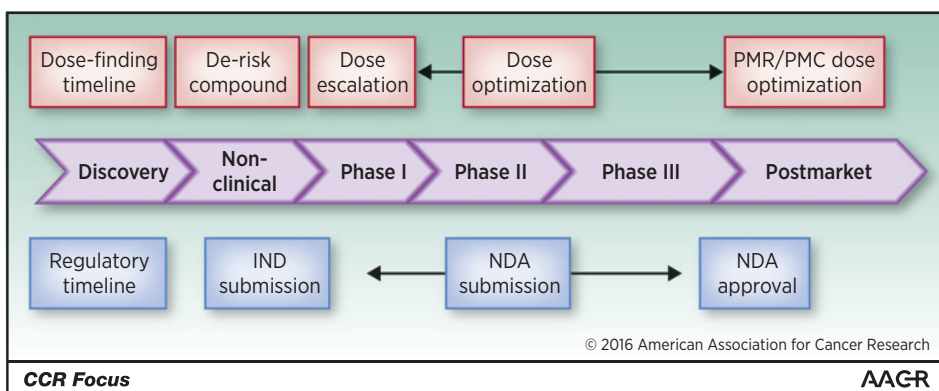 Dose-finding
timeline
De-risk
compound
Dose
escalation
Dose
optimization
PMR/PMC dose
optimization
Discovery
Non-
clinical
Phase I
Phase II
Phase III
Postmarket
Regulatory
timeline
IND
submission
NDA
submission
NDA
approval
© 2016 American Association for Cancer Research
CCR Focus
AACR